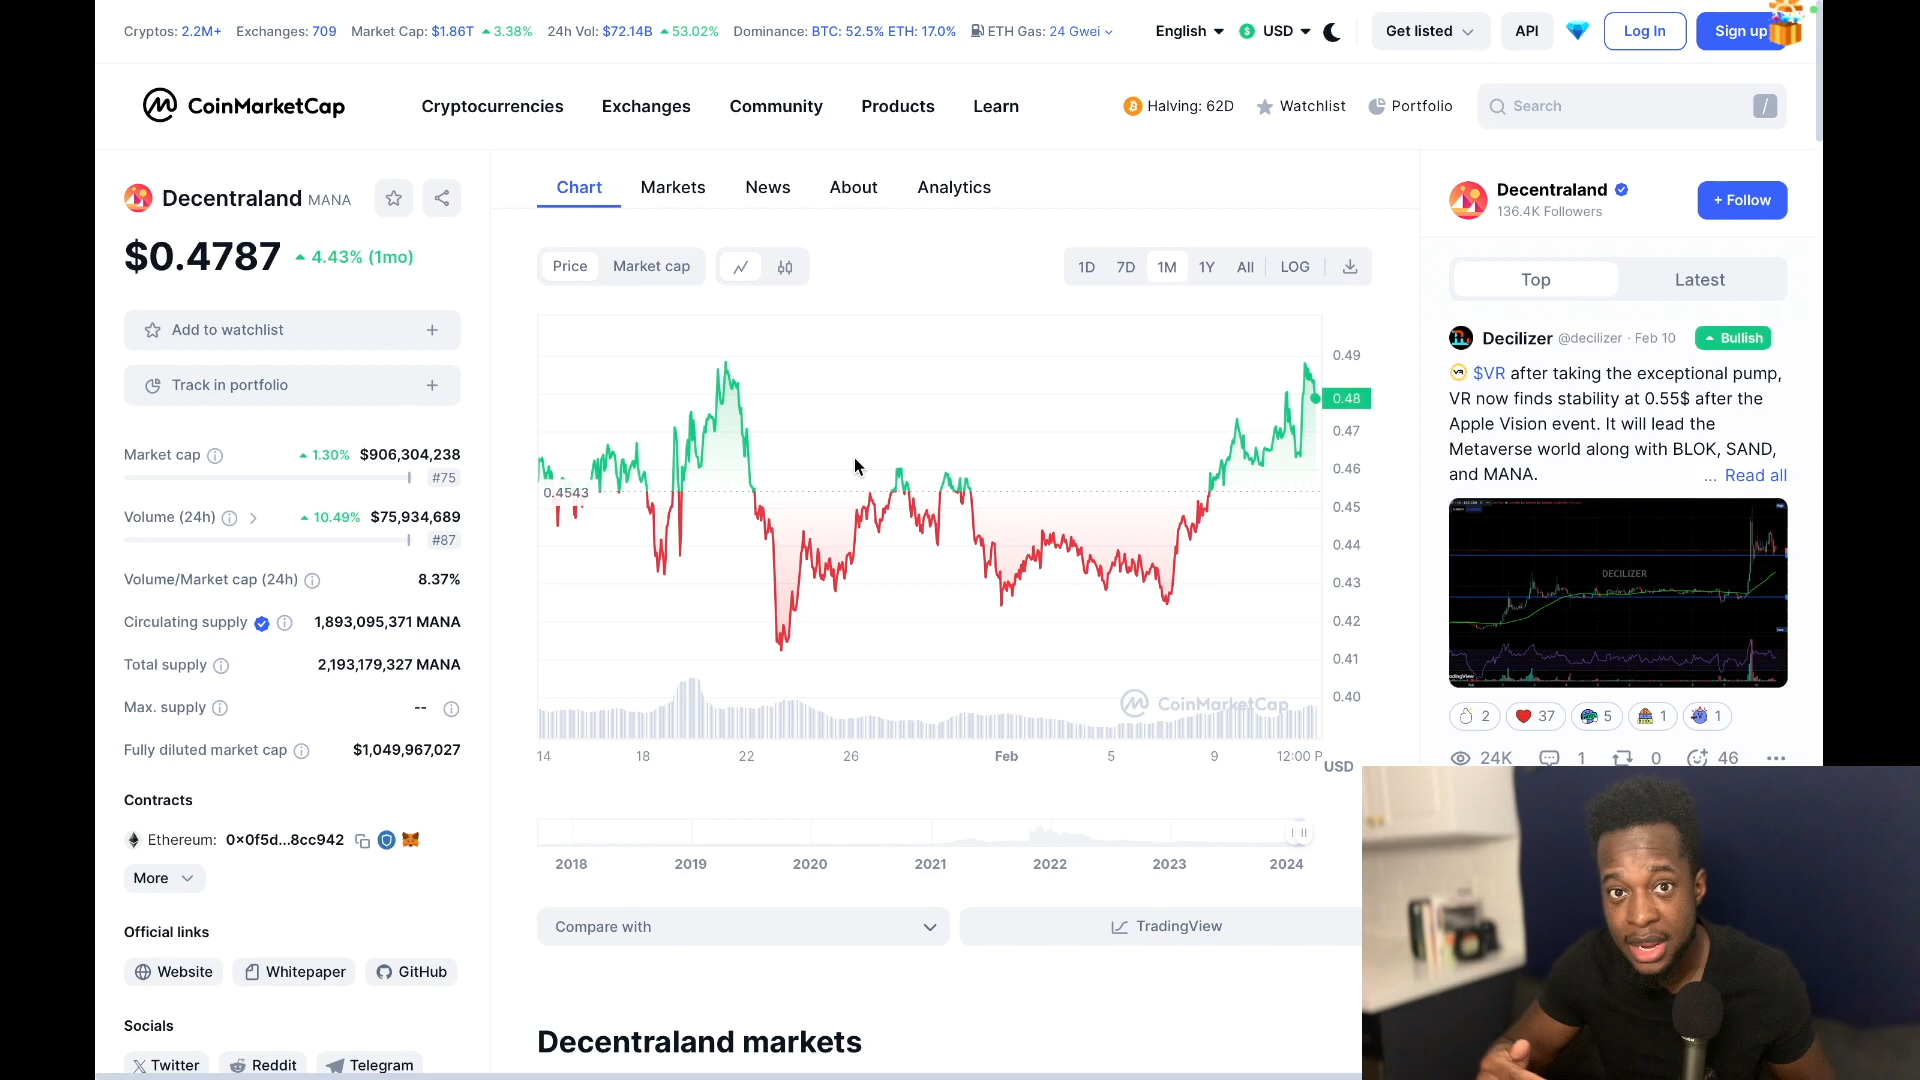 Cryptos: 2.2M+ Exchanges: 709 Market Cap: $1.86T 3.38% 24h Vol: $72.14B 53.02% Dominance: BTC: 52.5% ETH: 17.0% ETH Gas: 24 Gwei
English USD Get listed API Log In Sign up
CoinMarketCap Cryptocurrencies Exchanges Community Products Learn Halving: 62D Watchlist Portfolio Search /
Decentraland MANA
$0.4787 4.43% (1mo)
Add to watchlist +
Track in portfolio +
Market cap 1.30% $906,304,238
#75
Volume (24h) 10.49% $75,934,689
#87
Volume/Market cap (24h) 8.37%
Circulating supply 1,893,095,371 MANA
Total supply 2,193,179,327 MANA
Max. supply --
Fully diluted market cap $1,049,967,027
Contracts
Ethereum: 0x0f5d...8cc942
More
Official links
Website Whitepaper GitHub
Socials
Twitter Reddit Telegram
Chart Markets News About Analytics
Price Market cap 1D 7D 1M 1Y All LOG
0.49
0.48
0.47
0.46
0.4543
0.45
0.44
0.43
0.42
0.41
0.40
CoinMarketCap
14 18 22 26 Feb 5 9 12:00 P
USD
2018 2019 2020 2021 2022 2023 2024
Compare with TradingView
Decentraland markets
Decentraland
136.4K Followers
+ Follow
Top Latest
Decilizer @decilizer · Feb 10 Bullish
$VR after taking the exceptional pump,
VR now finds stability at 0.55$ after the
Apple Vision event. It will lead the
Metaverse world along with BLOK, SAND,
and MANA. ... Read all
DECILIZER
2 37 5 1 1
24K 1 0 46